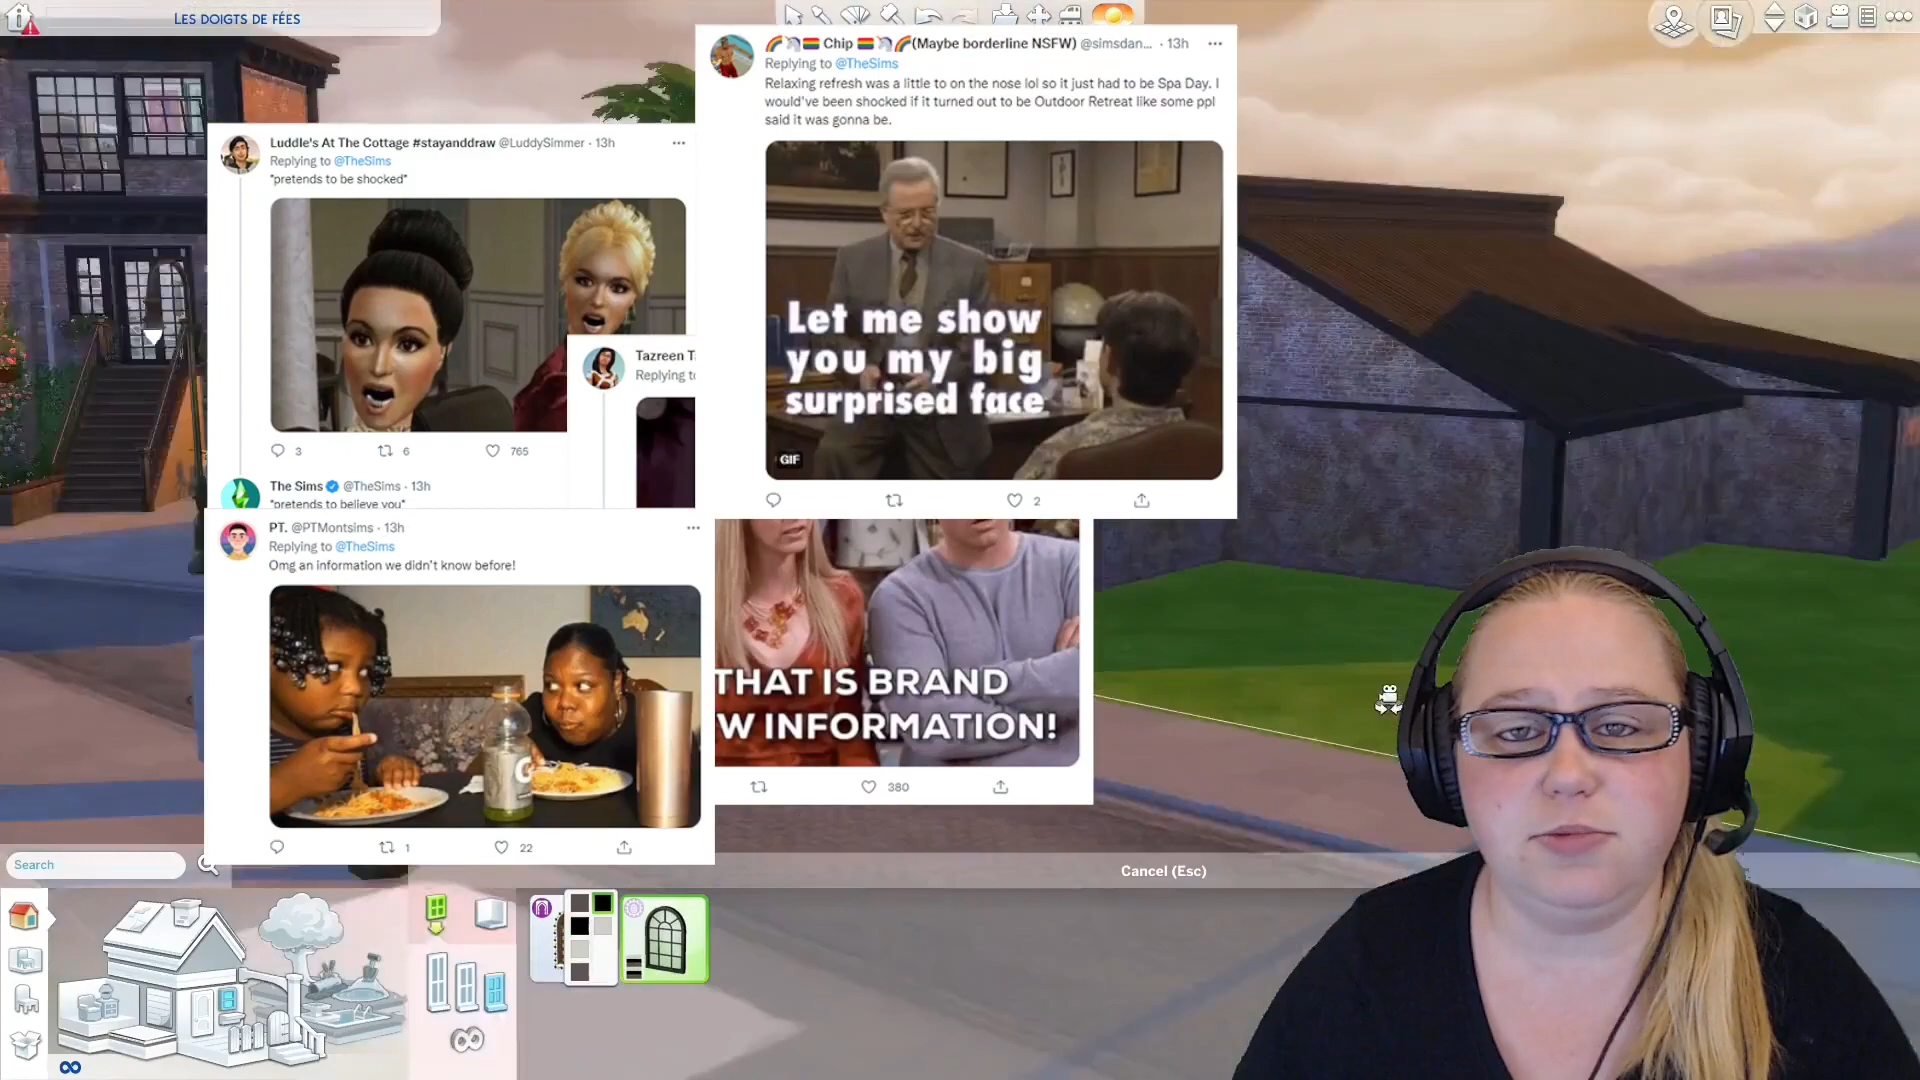 LES DOIGTS DE FÉES
Luddle's At The Cottage #stayanddraw @LuddySimmer · 13h
Replying to @TheSims
*pretends to be shocked*
3
6
765
The Sims @TheSims · 13h
*pretends to believe you*
Tazreen
Replying
PT. @PTMontsims · 13h
Replying to @TheSims
Omg an information we didn't know before!
1
22
Chip (Maybe borderline NSFW) @simsdan... · 13h
Replying to @TheSims
Relaxing refresh was a little to on the nose lol so it just had to be Spa Day. I
would've been shocked if it turned out to be Outdoor Retreat like some ppl
said it was gonna be.
Let me show
you my big
surprised face
GIF
2
THAT IS BRAND
W INFORMATION!
380
Search
Cancel (Esc)